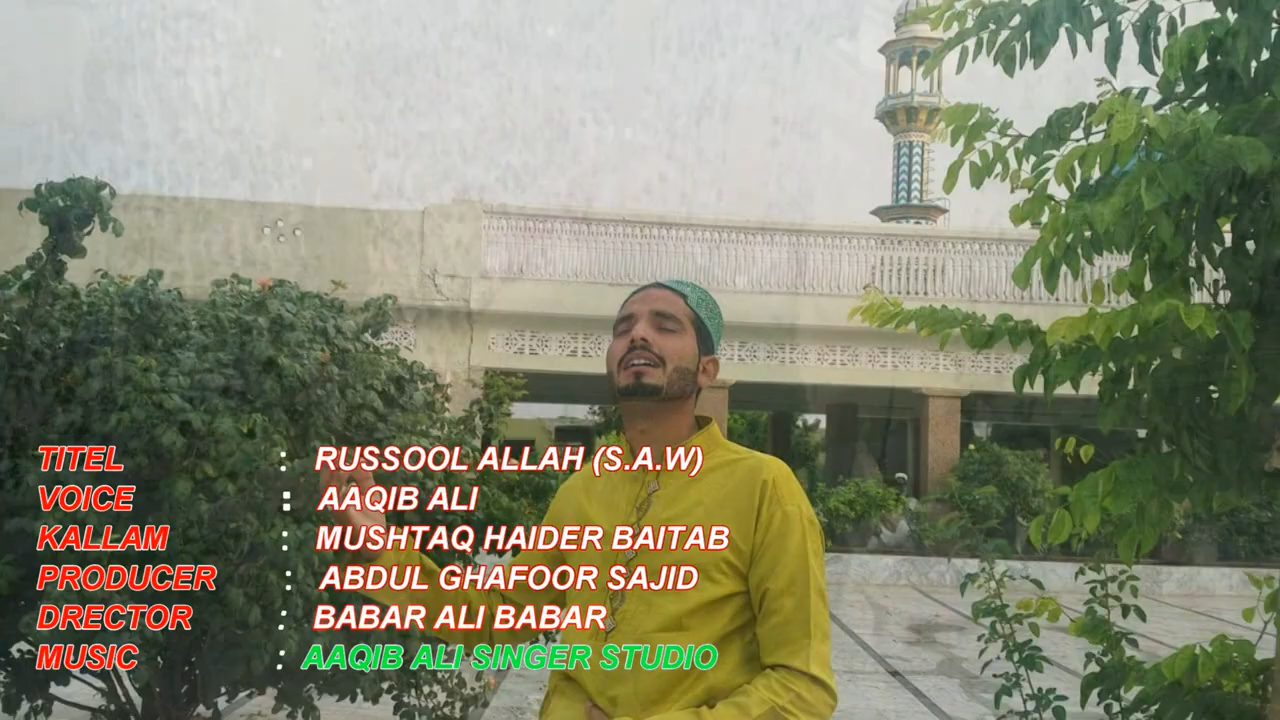 TITEL : RUSSOOL ALLAH (S.A.W)
VOICE : AAQIB ALI
KALLAM : MUSHTAQ HAIDER BAITAB
PRODUCER : ABDUL GHAFOOR SAJID
DRECTOR : BABAR ALI BABAR
MUSIC : AAQIB ALI SINGER STUDIO